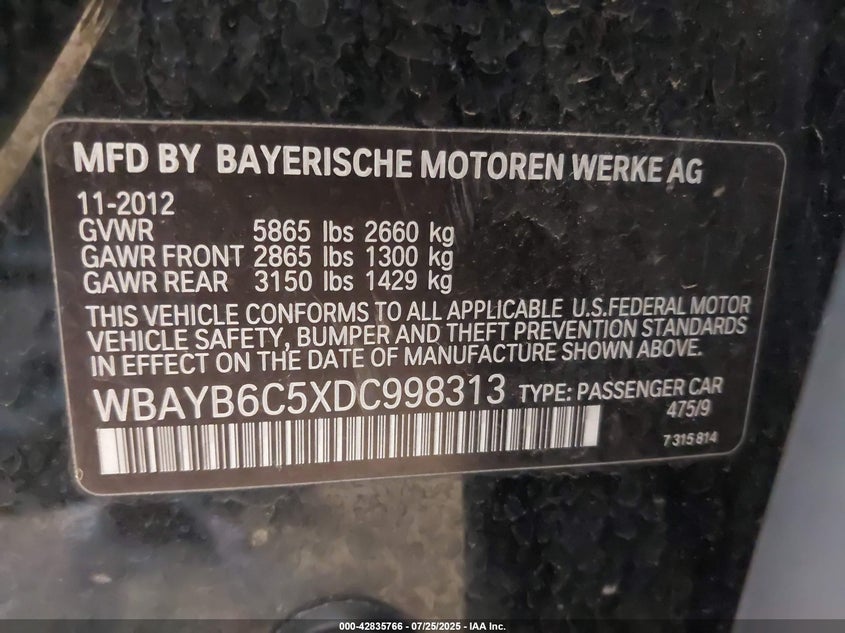 MFD BY BAYERISCHE MOTOREN WERKE AG
11-2012
GVWR 5865 lbs 2660 kg
GAWR FRONT 2865 lbs 1300 kg
GAWR REAR 3150 lbs 1429 kg
THIS VEHICLE CONFORMS TO ALL APPLICABLE U.S.FEDERAL MOTOR
VEHICLE SAFETY, BUMPER AND THEFT PREVENTION STANDARDS
IN EFFECT ON THE DATE OF MANUFACTURE SHOWN ABOVE.
WBAYB6C5XDC998313 TYPE: PASSENGER CAR
475/9
7315814
000-42835766 / 07/25/2025 - IAA Inc.